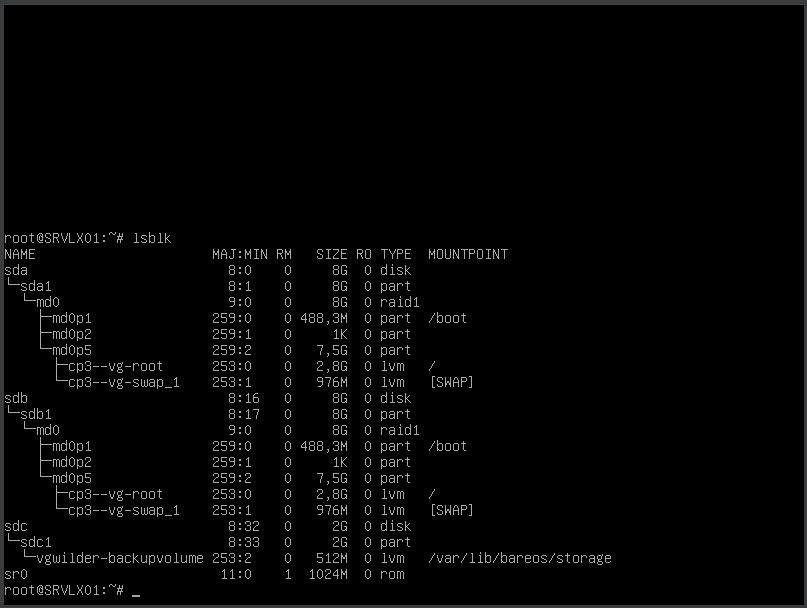 root@SRVLX01:~# lsblk
NAME                      MAJ:MIN RM   SIZE RO TYPE  MOUNTPOINT
sda                         8:0    0     8G  0 disk
└─sda1                      8:1    0     8G  0 part
  └─md0                     9:0    0     8G  0 raid1
    ├─md0p1               259:0    0 488,3M  0 part  /boot
    ├─md0p2               259:1    0     1K  0 part
    └─md0p5               259:2    0   7,5G  0 part
      ├─cp3--vg-root      253:0    0   2,8G  0 lvm   /
      └─cp3--vg-swap_1    253:1    0   976M  0 lvm   [SWAP]
sdb                         8:16   0     8G  0 disk
└─sdb1                      8:17   0     8G  0 part
  └─md0                     9:0    0     8G  0 raid1
    ├─md0p1               259:0    0 488,3M  0 part  /boot
    ├─md0p2               259:1    0     1K  0 part
    └─md0p5               259:2    0   7,5G  0 part
      ├─cp3--vg-root      253:0    0   2,8G  0 lvm   /
      └─cp3--vg-swap_1    253:1    0   976M  0 lvm   [SWAP]
sdc                         8:32   0     2G  0 disk
└─sdc1                      8:33   0     2G  0 part
  └─vgwilder-backupvolume 253:2    0   512M  0 lvm   /var/lib/bareos/storage
sr0                        11:0    1  1024M  0 rom
root@SRVLX01:~# _